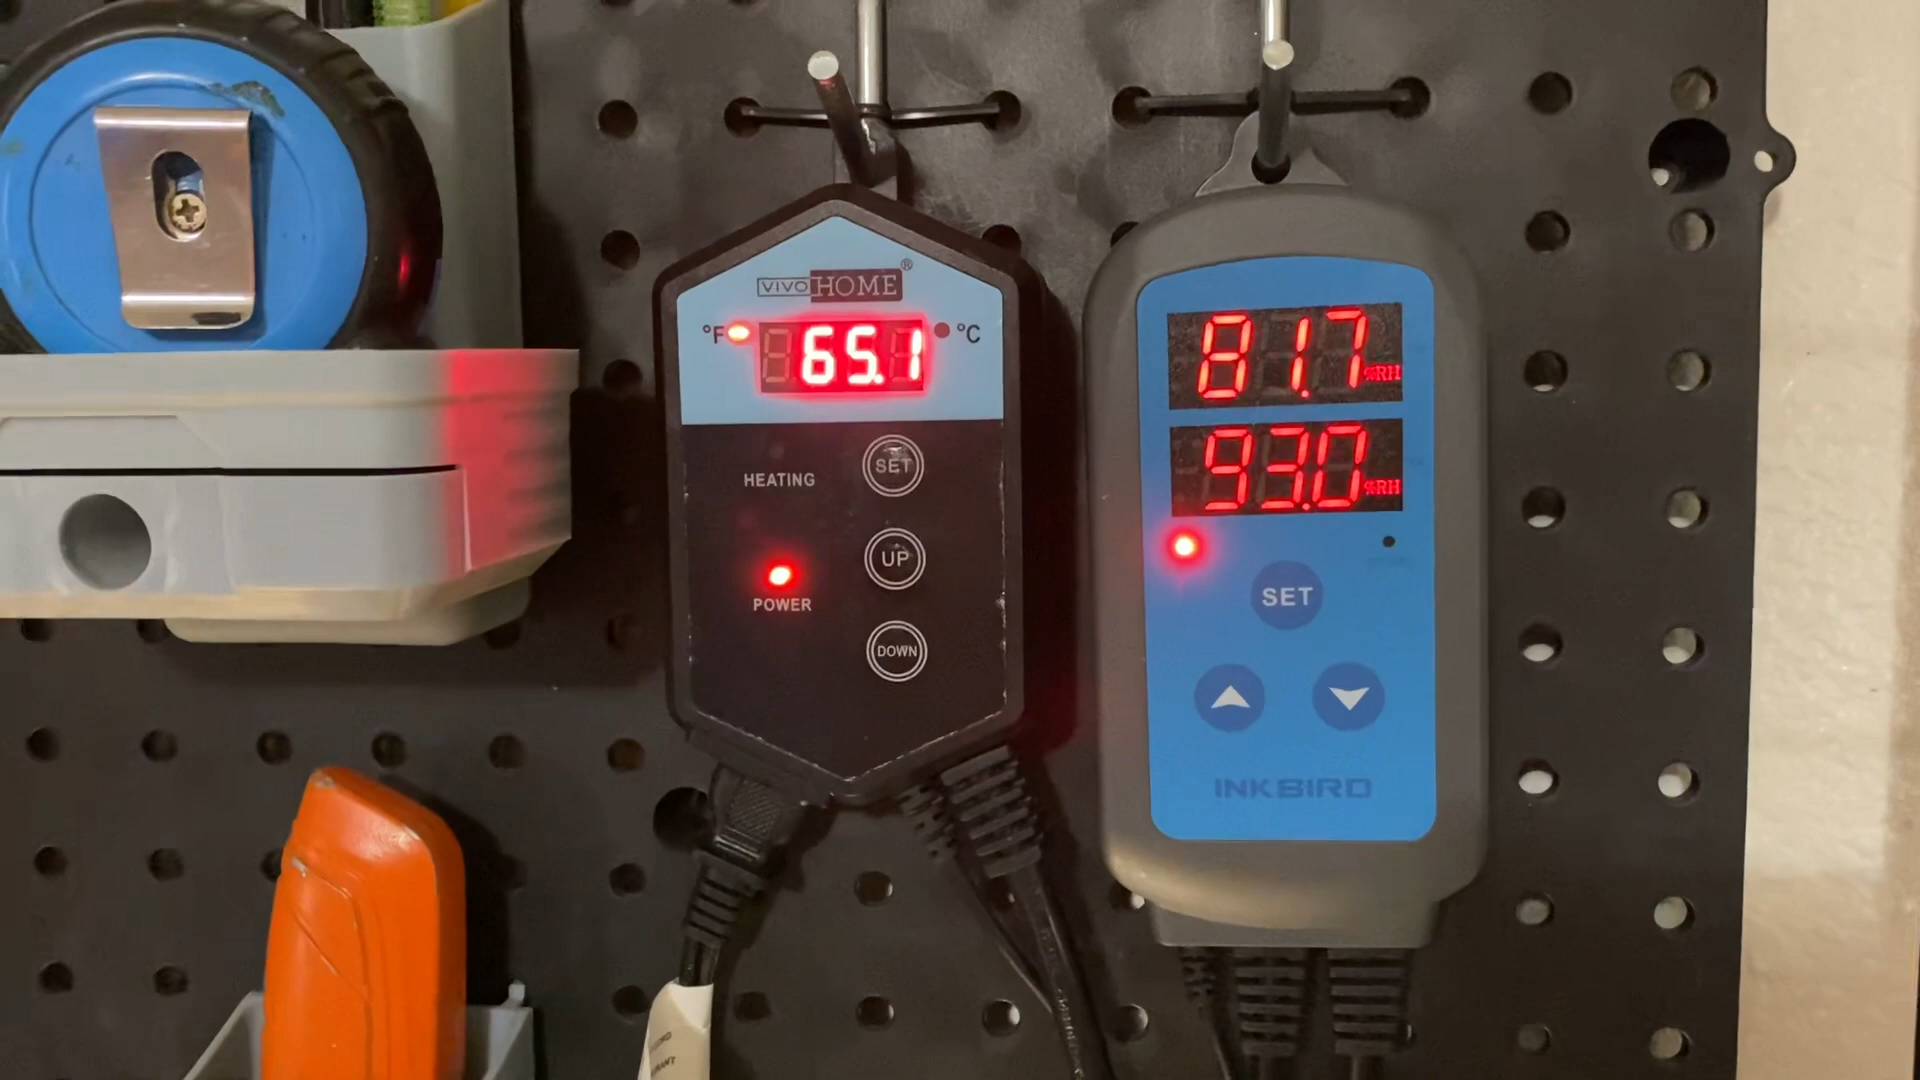 VIVOHOME®
°F 65.1 °C
HEATING
SET
UP
POWER
DOWN
81.7 %RH
93.0 %RH
SET
INKBIRD